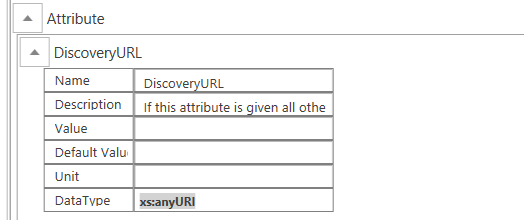 Attribute
DiscoveryURL
Name DiscoveryURL
Description If this attribute is given all othe
Value
Default Valu
Unit
DataType xs:anyURI